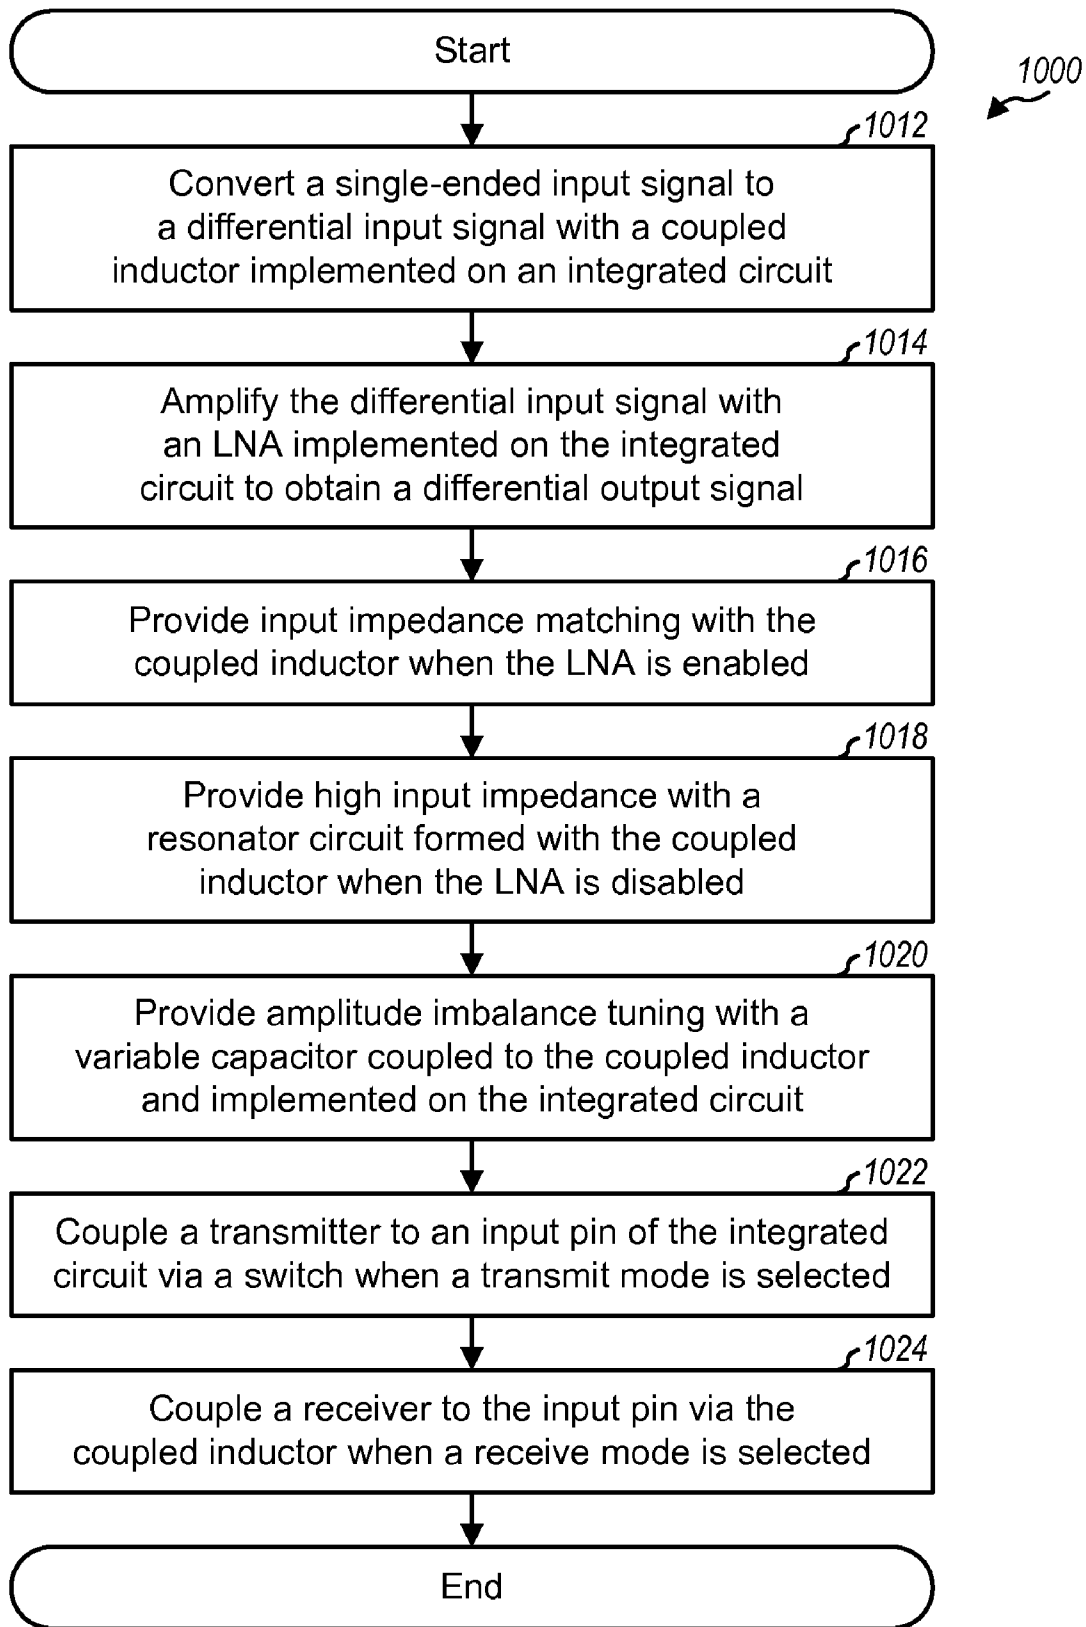 Start
1000
1012
Convert a single-ended input signal to
a differential input signal with a coupled
inductor implemented on an integrated circuit
1014
Amplify the differential input signal with
an LNA implemented on the integrated
circuit to obtain a differential output signal
1016
Provide input impedance matching with the
coupled inductor when the LNA is enabled
1018
Provide high input impedance with a
resonator circuit formed with the coupled
inductor when the LNA is disabled
1020
Provide amplitude imbalance tuning with a
variable capacitor coupled to the coupled inductor
and implemented on the integrated circuit
1022
Couple a transmitter to an input pin of the integrated
circuit via a switch when a transmit mode is selected
1024
Couple a receiver to the input pin via the
coupled inductor when a receive mode is selected
End